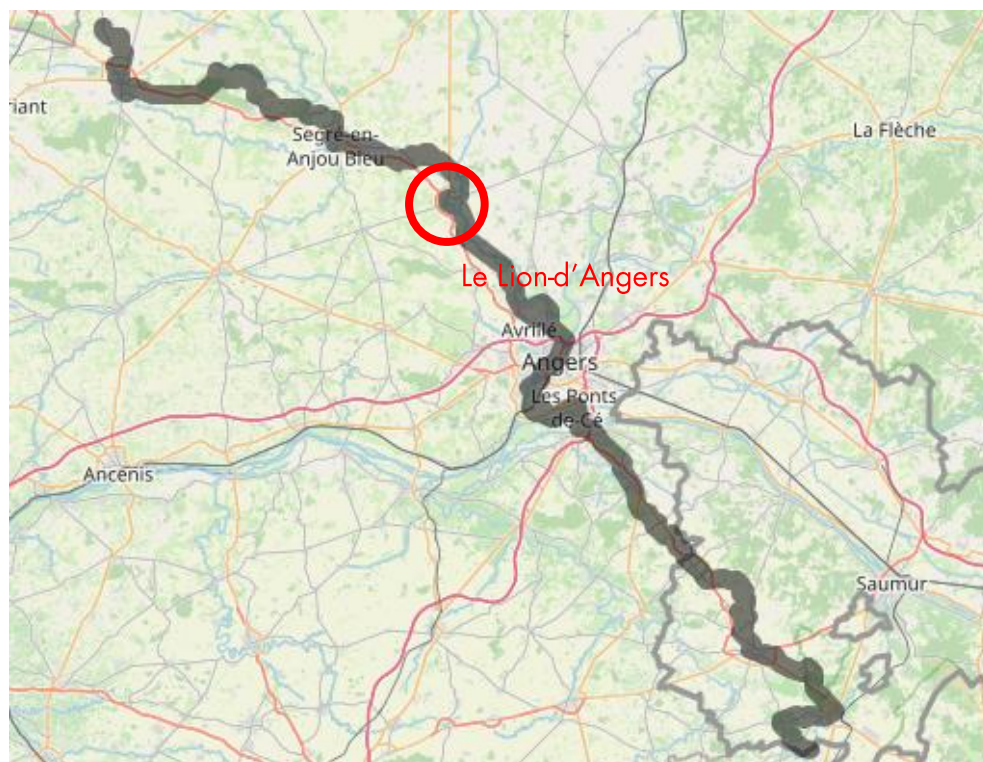 riant
La Flèche
Segré-en-
Anjou Bleu
Le Lion-d'Angers
Avrillé
Angers
Les Ponts
de-Cé
Ancenis
Saumur